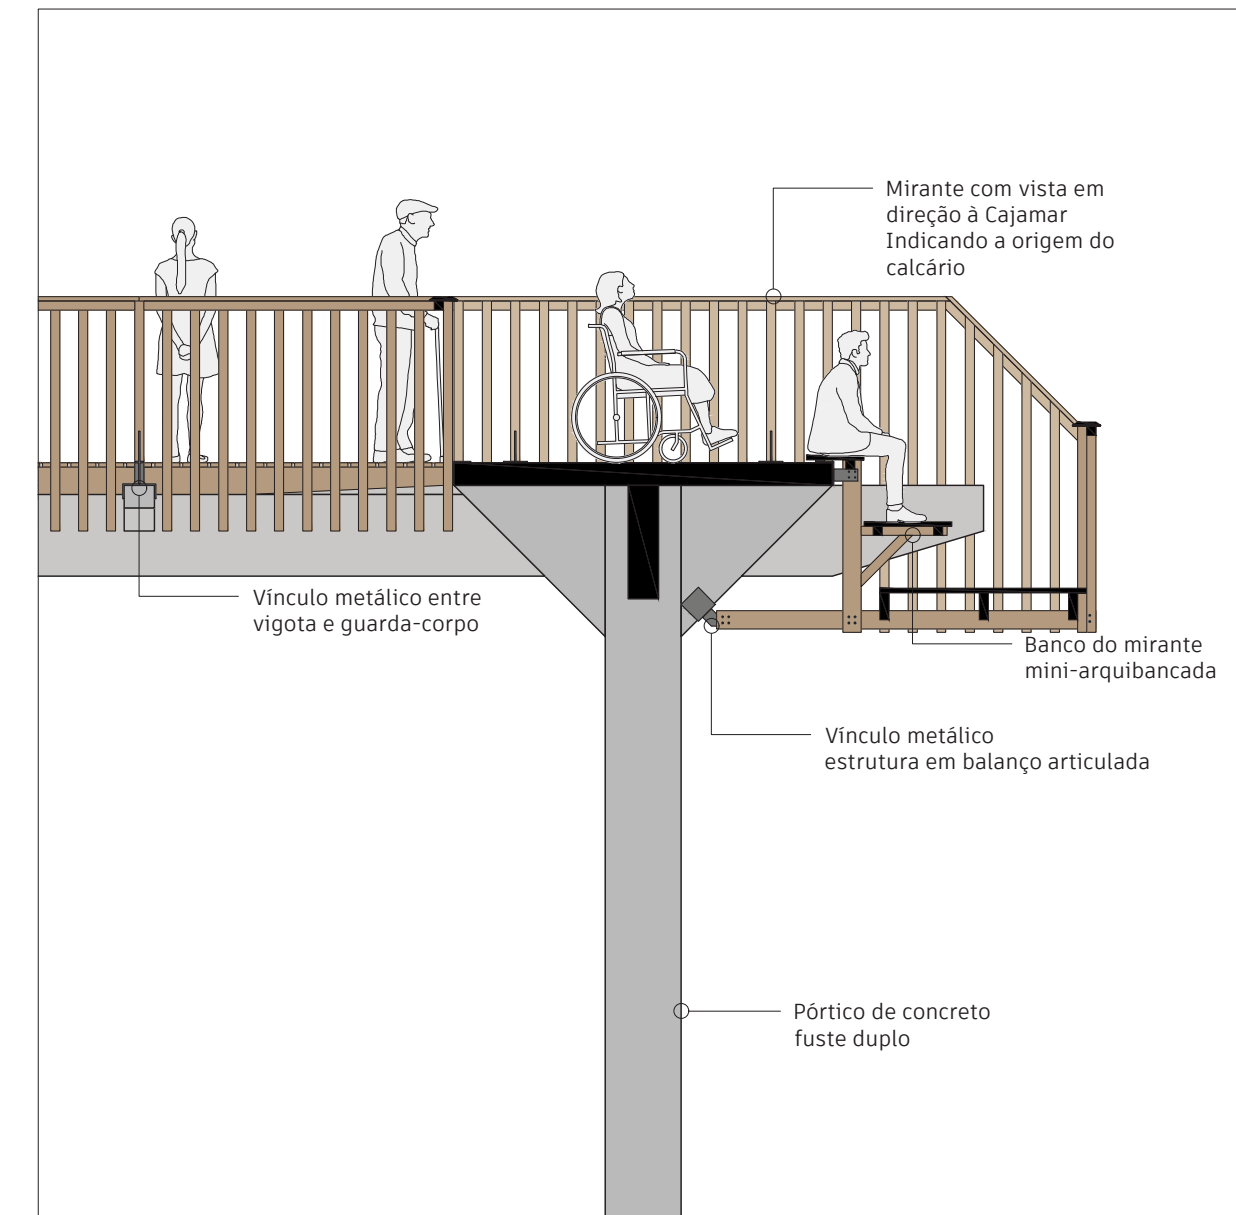 Mirante com vista em
direção à Cajamar
Indicando a origem do
calcário
Vínculo metálico entre
vigota e guarda-corpo
Banco do mirante
mini-arquibancada
Vínculo metálico
estrutura em balanço articulada
Pórtico de concreto
fuste duplo